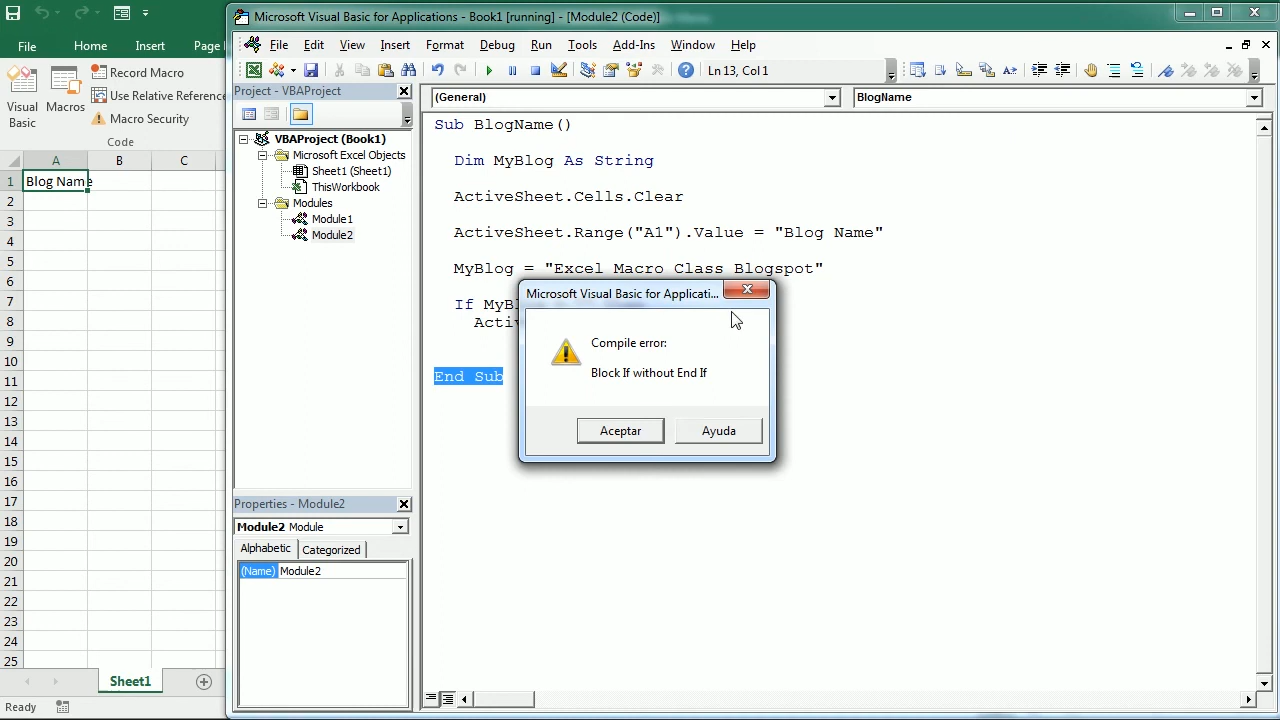 Microsoft Visual Basic for Applications - Book1 [running] - [Module2 (Code)]
File
Home
Insert
Page
File Edit View Insert Format Debug Run Tools Add-Ins Window Help
Visual Basic
Macros
Record Macro
Use Relative Reference
Macro Security
Code
Ln 13, Col 1
Project - VBAProject
(General)
BlogName
VBAProject (Book1)
Microsoft Excel Objects
Sheet1 (Sheet1)
ThisWorkbook
Modules
Module1
Module2
A B C
1 Blog Name
2
3
4
5
6
7
8
9
10
11
12
13
14
15
16
17
18
19
20
21
22
23
24
25
Sub BlogName()
Dim MyBlog As String
ActiveSheet.Cells.Clear
ActiveSheet.Range("A1").Value = "Blog Name"
MyBlog = "Excel Macro Class Blogspot"
If MyBl
Activ
End Sub
Microsoft Visual Basic for Applicati...
Compile error:
Block If without End If
Aceptar
Ayuda
Properties - Module2
Module2 Module
Alphabetic Categorized
(Name) Module2
Sheet1
Ready